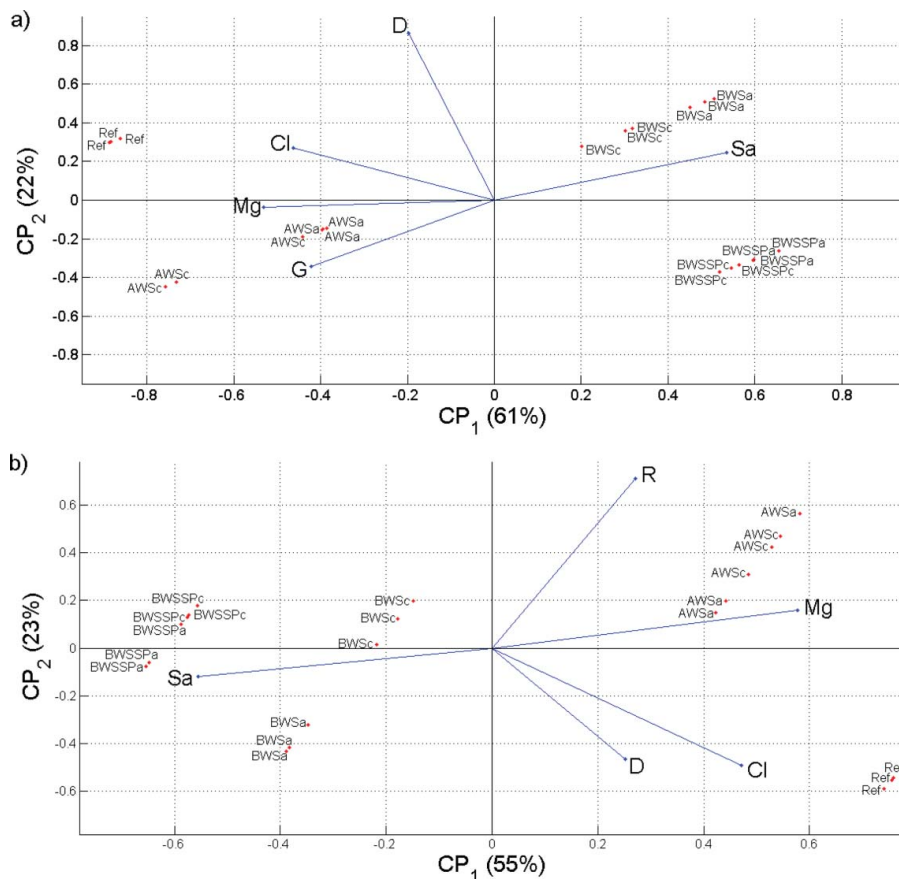 a)
D
0.8
0.6
BWSa
BWSa
BWSa
0.4
BWSc
Ref
Ref
Ref
BWSc
BWSc
Cl
Sa
0.2
CP2 (22%)
0
Mg
AWSa
AWSa
AWSa
AWSc
-0.2
BWSSPa
BWSSPa
BWSSPa
BWSSPc
BWSSPc
BWSSPc
G
AWSc
AWSc
-0.4
-0.6
-0.8
-0.8 -0.6 -0.4 -0.2 0 0.2 0.4 0.6 0.8
CP1 (61%)
b)
R
0.6
AWSa
AWSc
AWSc
0.4
AWSc
BWSSPc
BWSSPc
BWSSPc
BWSSPa
BWSc
BWSc
BWSc
AWSa
AWSa
Mg
0.2
CP2 (23%)
0
BWSSPa
BWSSPa
Sa
-0.2
BWSa
BWSa
BWSa
-0.4
D
Cl
Ref
Ref
-0.6
-0.6 -0.4 -0.2 0 0.2 0.4 0.6
CP1 (55%)